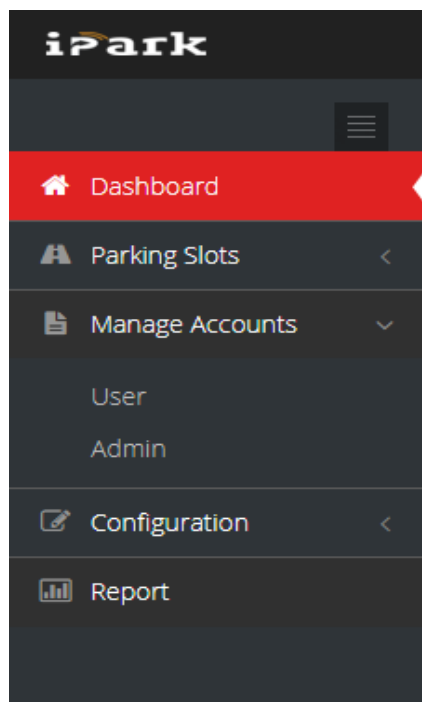 iPark
Dashboard
Parking Slots
Manage Accounts
User
Admin
Configuration
Report